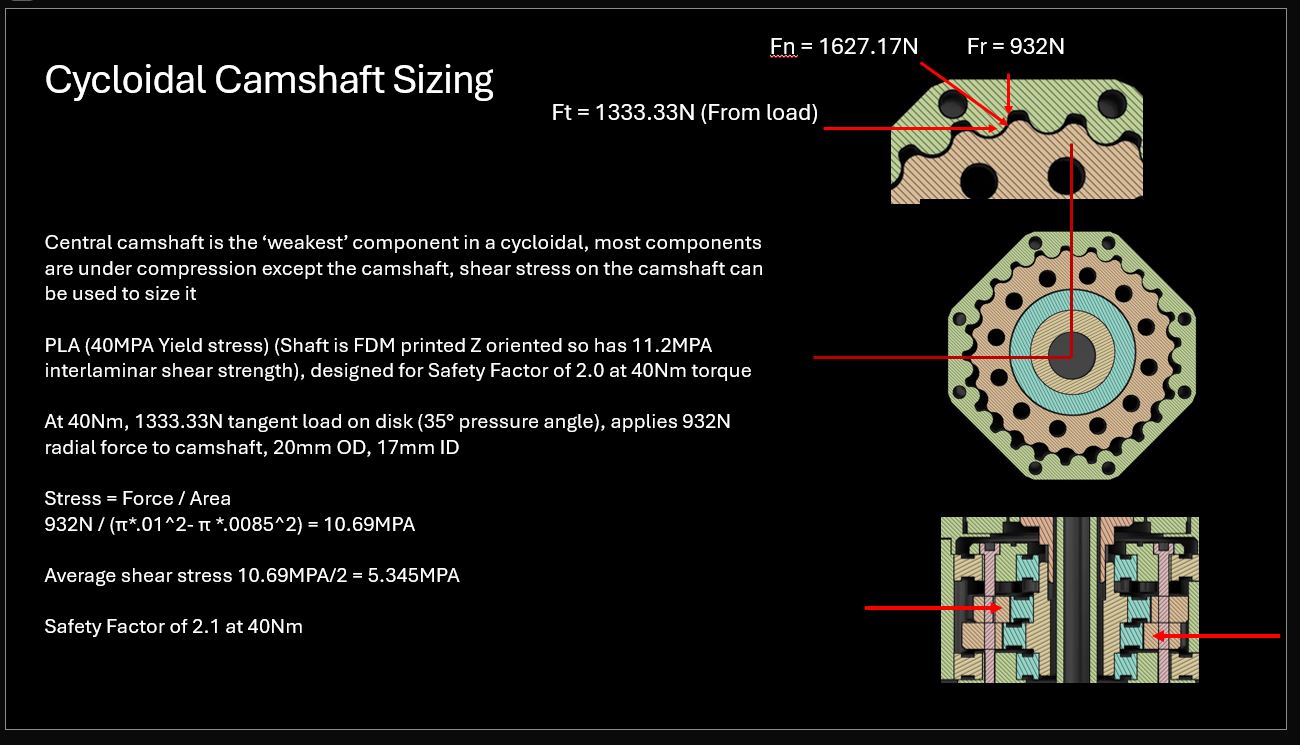 Fn = 1627.17N
Fr = 932N
Cycloidal Camshaft Sizing
Ft = 1333.33N (From load)
Central camshaft is the ‘weakest’ component in a cycloidal, most components
are under compression except the camshaft, shear stress on the camshaft can
be used to size it
PLA (40MPA Yield stress) (Shaft is FDM printed Z oriented so has 11.2MPA
interlaminar shear strength), designed for Safety Factor of 2.0 at 40Nm torque
At 40Nm, 1333.33N tangent load on disk (35° pressure angle), applies 932N
radial force to camshaft, 20mm OD, 17mm ID
Stress = Force / Area
932N / (π*.01^2- π *.0085^2) = 10.69MPA
Average shear stress 10.69MPA/2 = 5.345MPA
Safety Factor of 2.1 at 40Nm